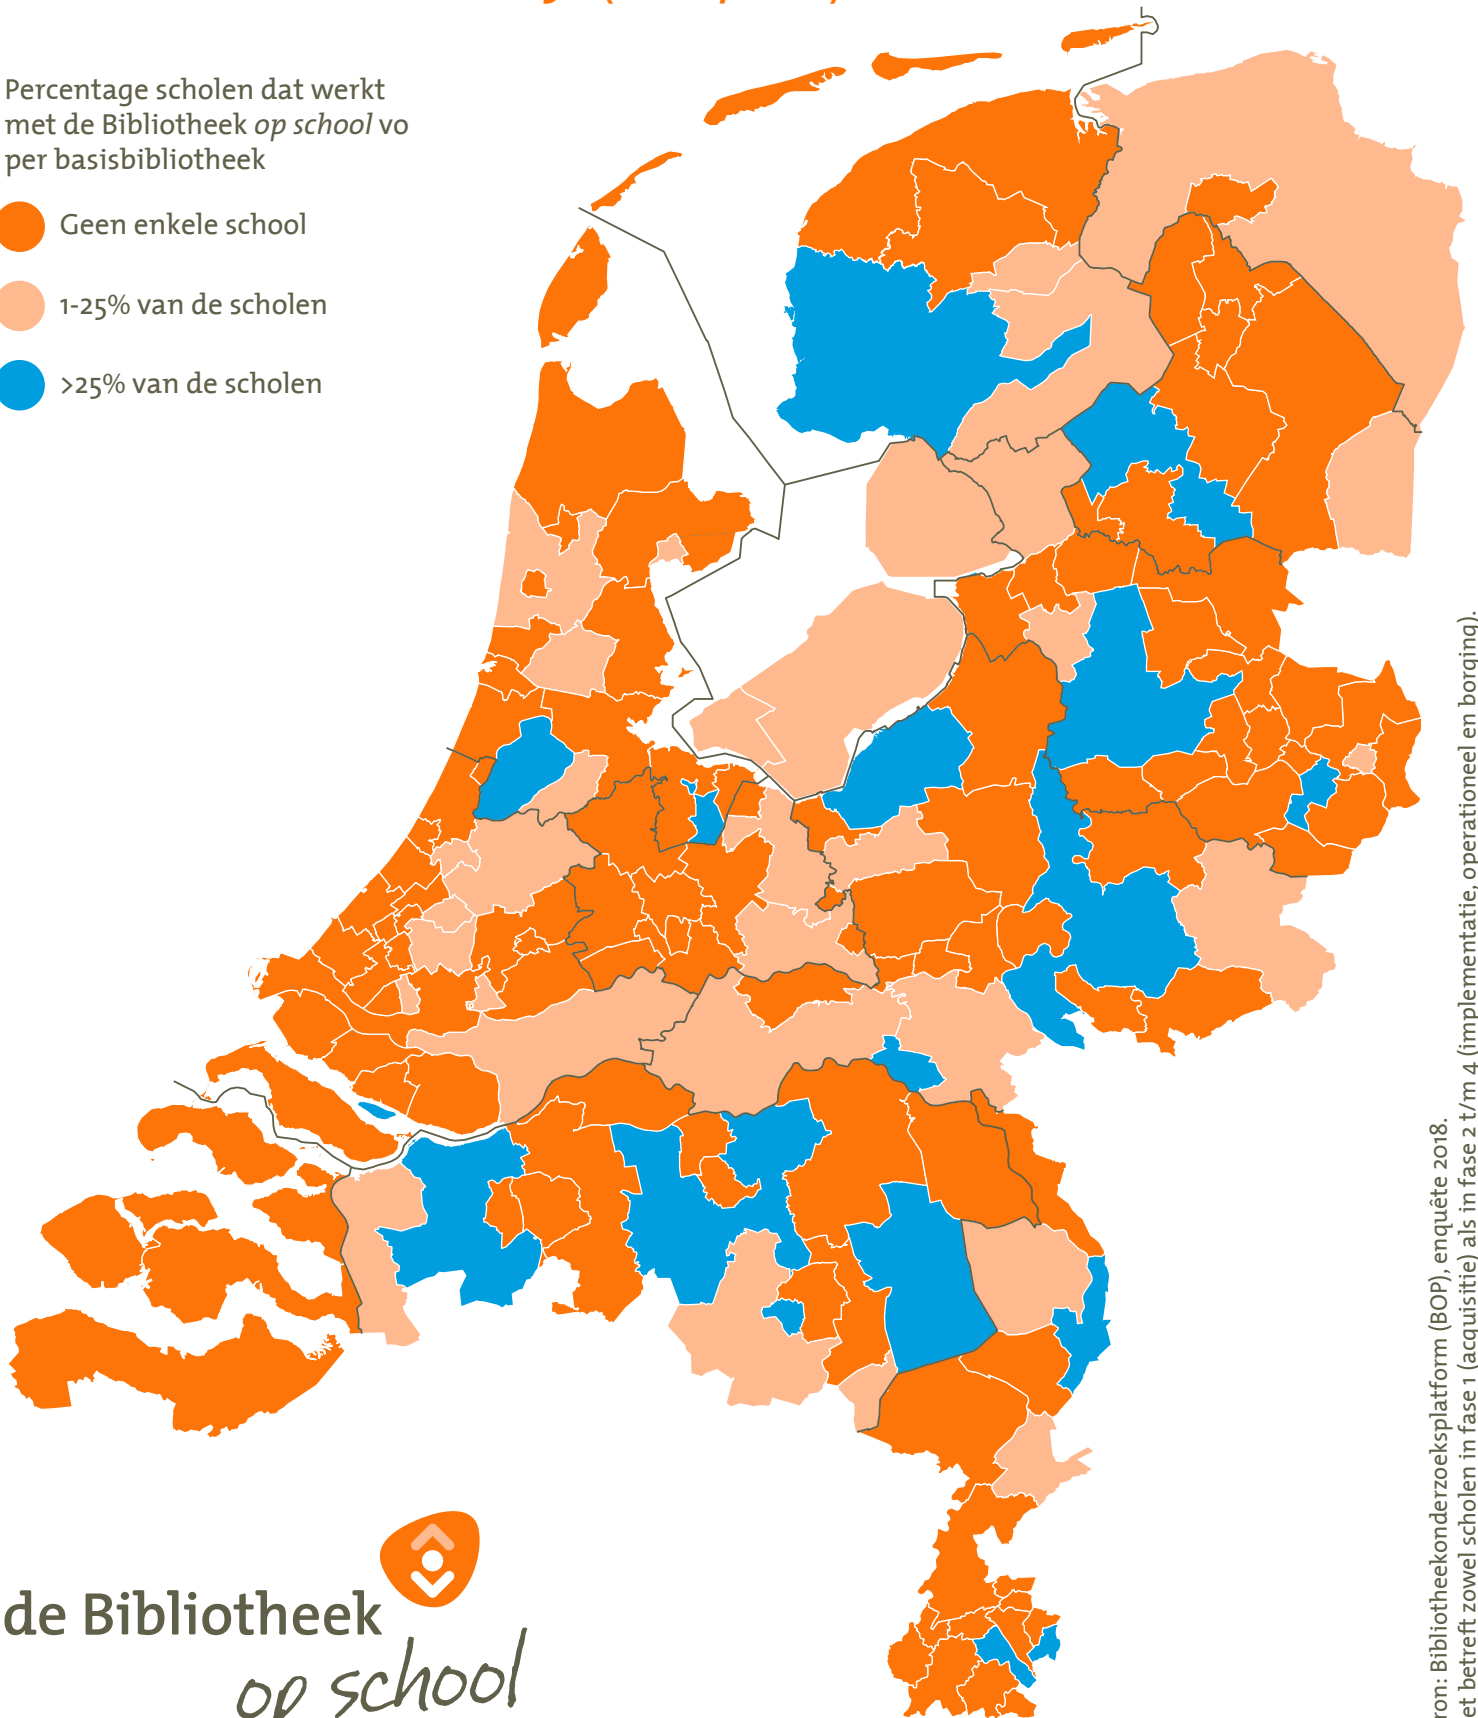 Percentage scholen dat werkt
met de Bibliotheek op school vo
per basisbibliotheek
Geen enkele school
1-25% van de scholen
>25% van de scholen
de Bibliotheek
op school
ron: Bibliotheekonderzoeksplatform (BOP), enquête 2018.
et betreft zowel scholen in fase 1 (acquisitie) als in fase 2 t/m 4 (implementatie, operationeel en borging).